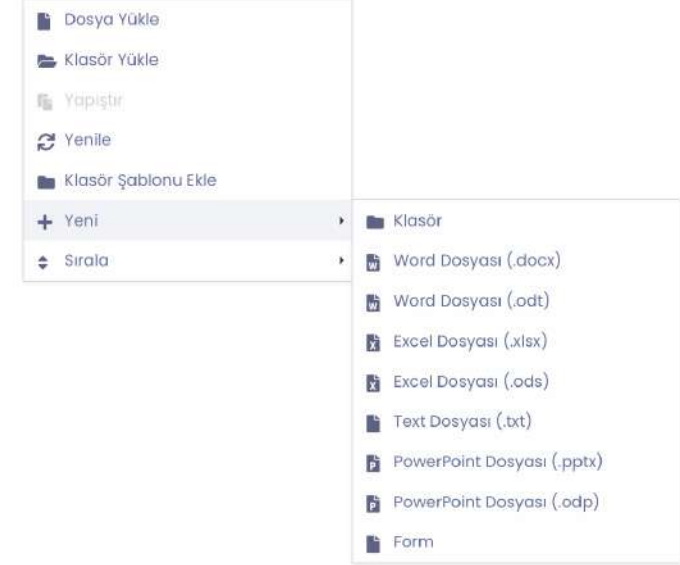 Dosya Yükle
Klasör Yükle
Yapıştır
Yenile
Klasör Şablonu Ekle
Yeni
Sırala
Klasör
Word Dosyası (.docx)
Word Dosyası (.odt)
Excel Dosyası (.xlsx)
Excel Dosyası (.ods)
Text Dosyası (.txt)
PowerPoint Dosyası (.pptx)
PowerPoint Dosyası (.odp)
Form